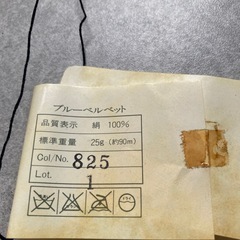 ブルーベルベット
品質表示 絹 100%
標準重量 25g (約90m)
Col/No. 825
Lot. 1